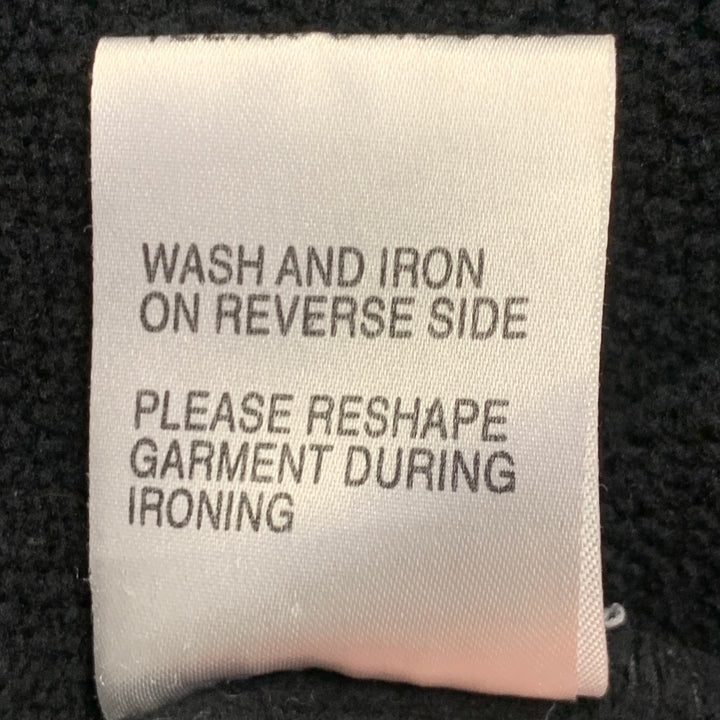 WASH AND IRON
ON REVERSE SIDE
PLEASE RESHAPE
GARMENT DURING
IRONING